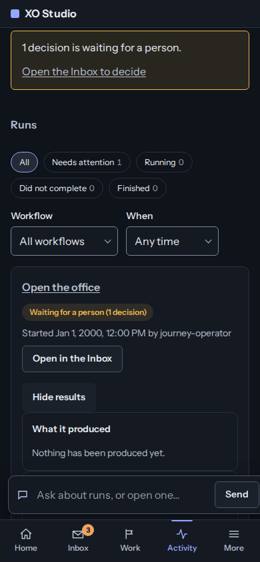 XO Studio
1 decision is waiting for a person.
Open the Inbox to decide
Runs
All
Needs attention 1
Running 0
Did not complete 0
Finished 0
Workflow
When
All workflows
Any time
Open the office
Waiting for a person (1 decision)
Started Jan 1, 2000, 12:00 PM by journey-operator
Open in the Inbox
Hide results
What it produced
Nothing has been produced yet.
Ask about runs, or open one...
Send
3
Home
Inbox
Work
Activity
More